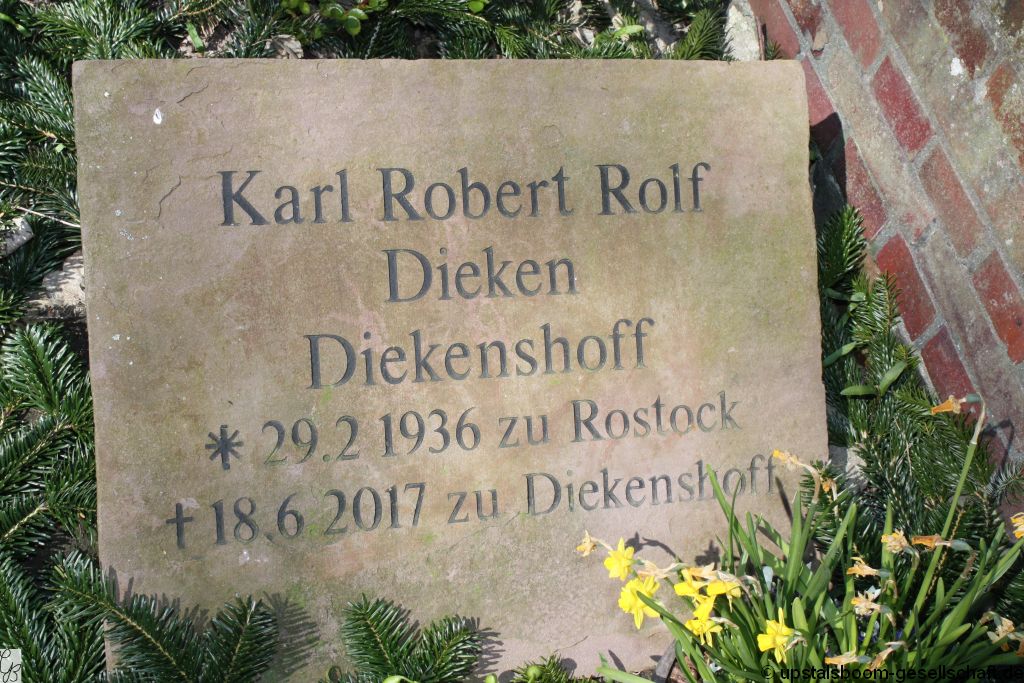 Karl Robert Rolf
Dieken
Diekenshoff
* 29.2 1936 zu Rostock
† 18.6 2017 zu Diekenshoff
© upstalsboom-gesellschaft.de